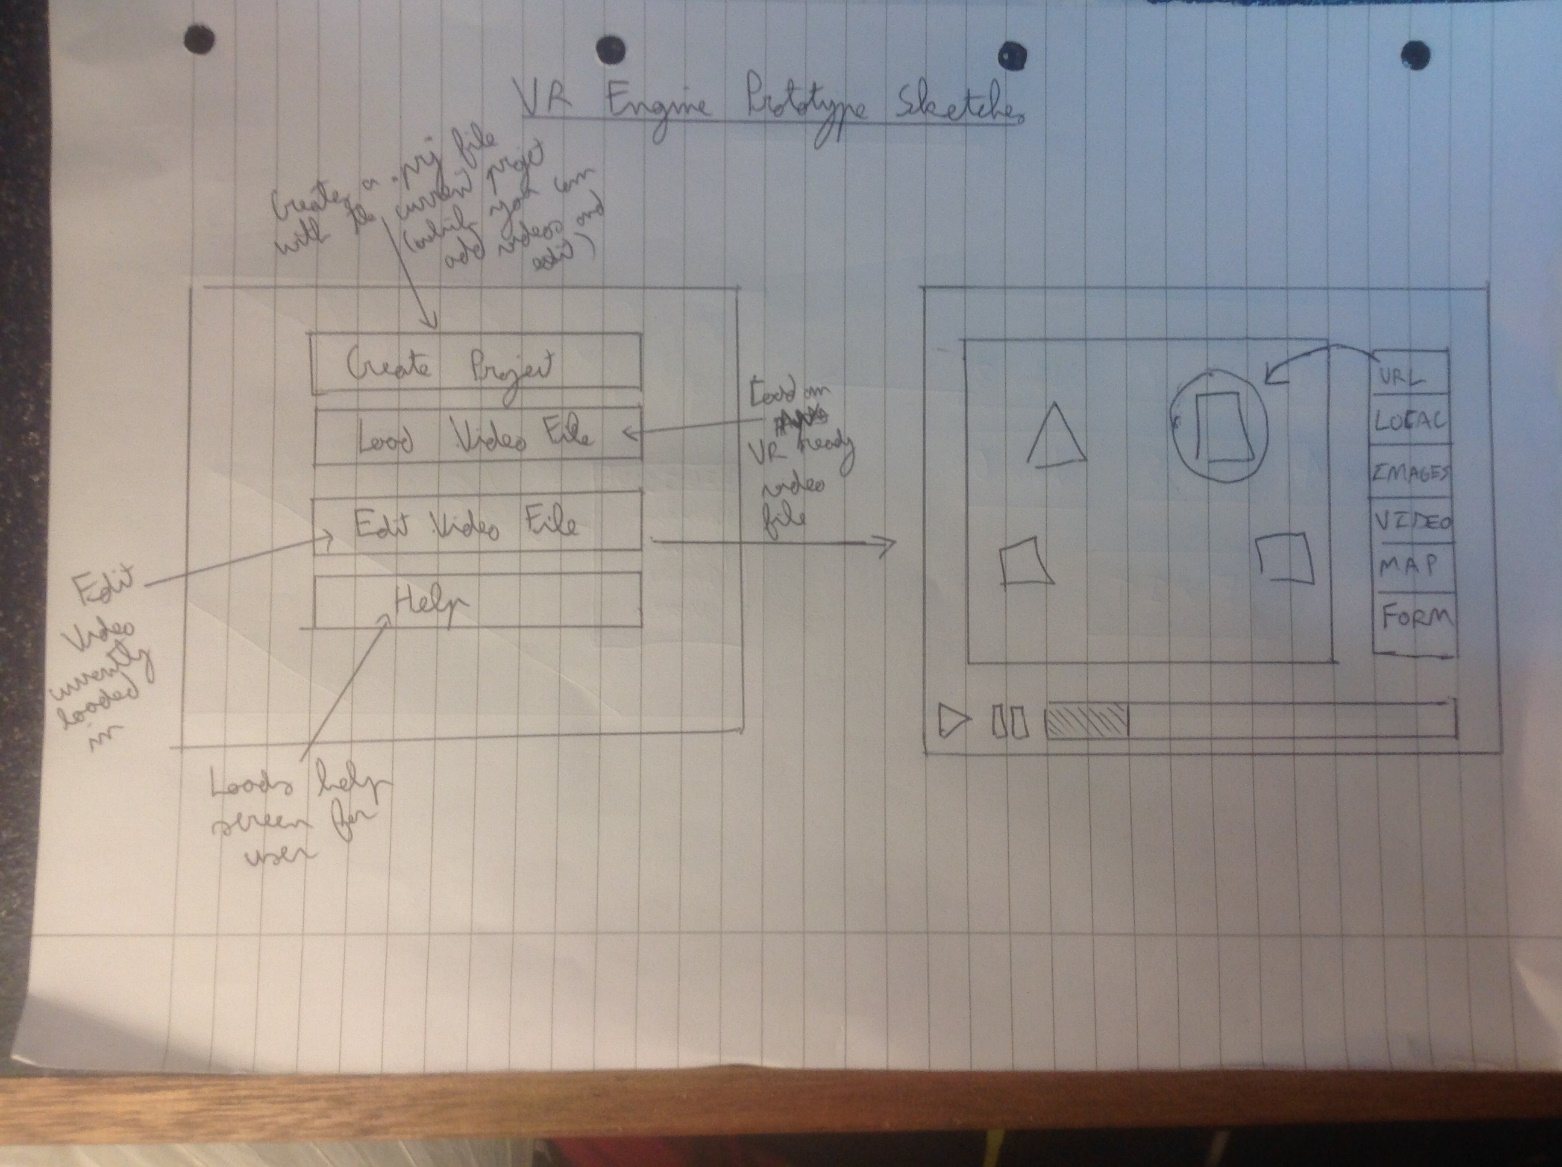 VR Engine Prototype Sketches
Creates a .prj file
with the current project
(which you can
add videos and
edit)
Create Project
Load Video File
Edit Video File
Help
Load in
VR ready
video
file
Edit
Video
currently
loaded
in
Loads help
screen for
user
URL
LOCAL
IMAGES
VIDEO
MAP
FORM